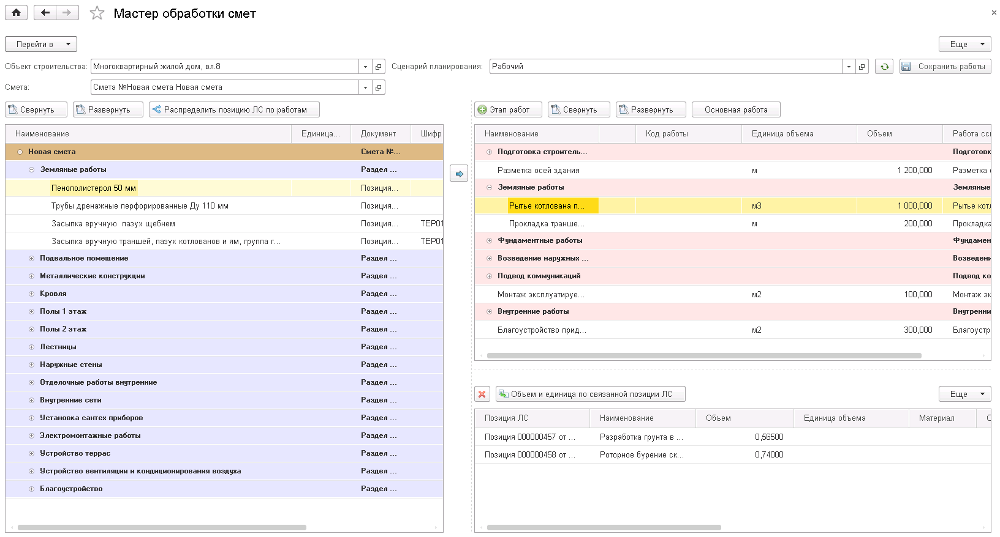 Мастер обработки смет
Перейти в
Еще
Объект строительства: Многоквартирный жилой дом, вл.8
Сценарий планирования: Рабочий
Сохранить работы
Смета: Смета №Новая смета Новая смета
Свернуть Развернуть Распределить позицию ЛС по работам
Наименование Единица... Документ Шифр
Новая смета Смета №...
Земляные работы Раздел ...
Пенополистерол 50 мм Позиция...
Трубы дренажные перфорированные Ду 110 мм Позиция...
Засыпка вручную пазух щебнем Позиция... ТЕР01
Засыпка вручную траншей, пазух котлованов и ям, группа г... Позиция... ТЕР01
Подвальное помещение Раздел ...
Металлические конструкции Раздел ...
Кровля Раздел ...
Полы 1 этаж Раздел ...
Полы 2 этаж Раздел ...
Лестницы Раздел ...
Наружные стены Раздел ...
Отделочные работы внутренние Раздел ...
Внутренние сети Раздел ...
Установка сантех приборов Раздел ...
Электромонтажные работы Раздел ...
Устройство террас Раздел ...
Устройство вентиляции и кондиционирования воздуха Раздел ...
Благоустройство Раздел ...
Этап работ Свернуть Развернуть Основная работа
Наименование Код работы Единица объема Объем Работа ссы
Подготовка строитель... Подготовк
Разметка осей здания м 1 200,000 Разметка о
Земляные работы Земляные
Рытье котлована п... м3 1 000,000 Рытье котл
Прокладка транше... м 200,000 Прокладка
Фундаментные работы Фундамен
Возведение наружных ... Возведени
Подвод коммуникаций Подвод ко
Монтаж эксплуатируе... м2 100,000 Монтаж эк
Внутренние работы Внутренни
Благоустройство прид... м2 300,000 Благоустр
Объем и единица по связанной позиции ЛС
Еще
Позиция ЛС Наименование Объем Единица объема Материал С
Позиция 000000457 от ... Разработка грунта в ... 0,56500
Позиция 000000458 от ... Роторное бурение ск... 0,74000